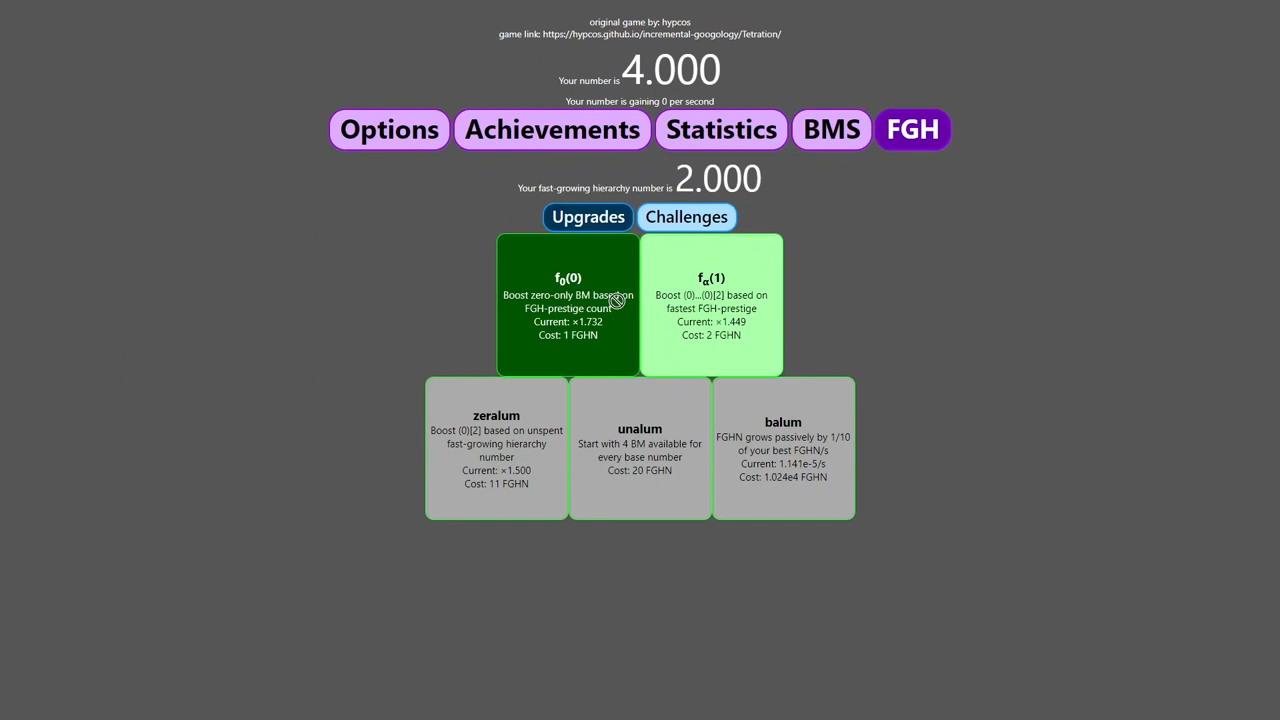 original game by: hypcos
game link: https://hypcos.github.io/incremental-googology/Tetration/
Your number is 4.000
Your number is gaining 0 per second
Options Achievements Statistics BMS FGH
Your fast-growing hierarchy number is 2.000
Upgrades Challenges
f₀(0)
Boost zero-only BM based on
FGH-prestige count
Current: ×1.732
Cost: 1 FGHN
fα(1)
Boost (0)...(0)[2] based on
fastest FGH-prestige
Current: ×1.449
Cost: 2 FGHN
zeralum
Boost (0)[2] based on unspent
fast-growing hierarchy
number
Current: ×1.500
Cost: 11 FGHN
unalum
Start with 4 BM available for
every base number
Cost: 20 FGHN
balum
FGHN grows passively by 1/10
of your best FGHN/s
Current: 1.141e-5/s
Cost: 1.024e4 FGHN